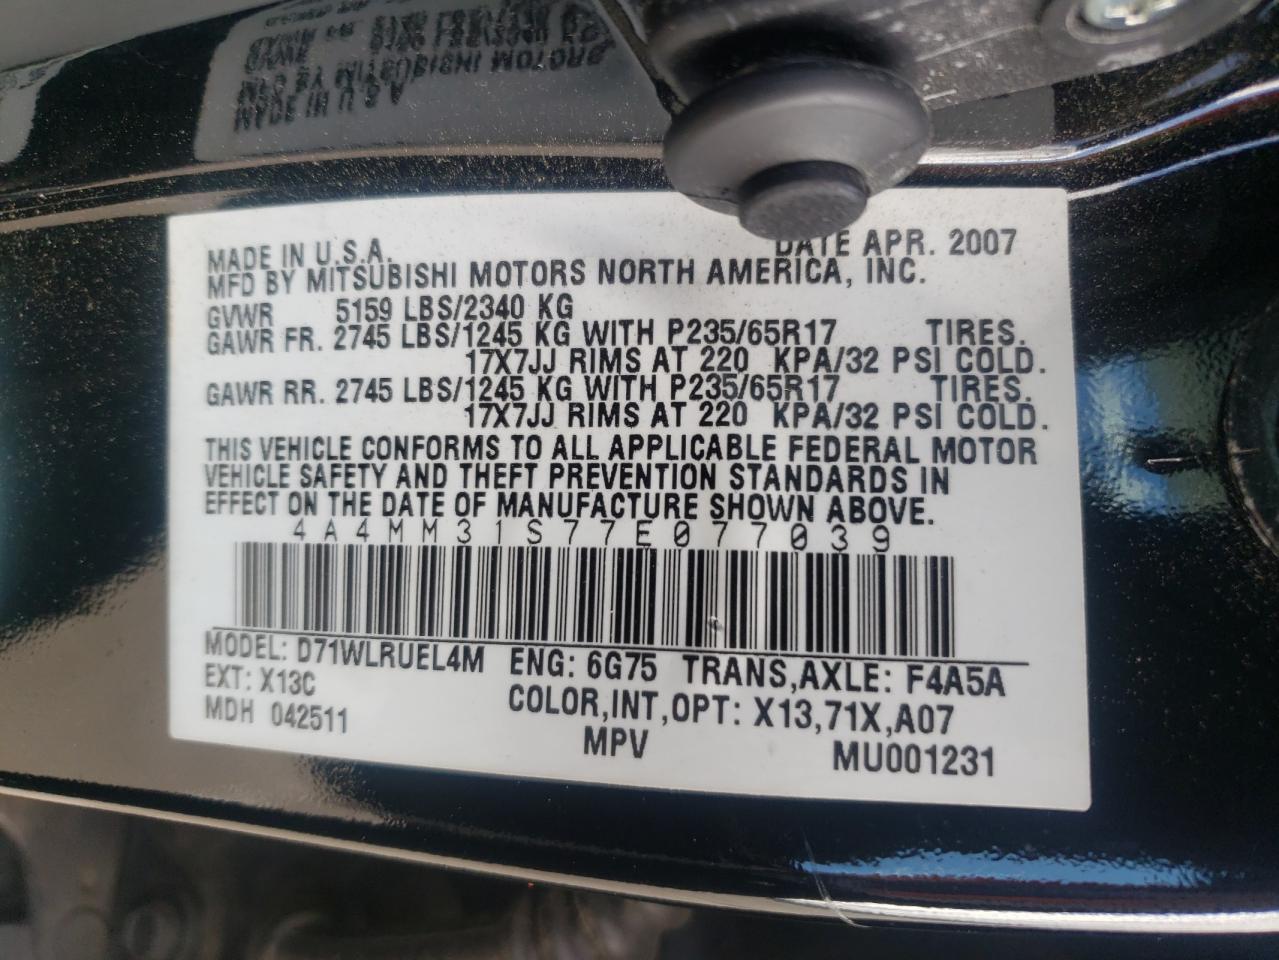 MADE IN U.S.A. DATE APR. 2007
MFD BY MITSUBISHI MOTORS NORTH AMERICA, INC.
GVWR 5159 LBS/2340 KG
GAWR FR. 2745 LBS/1245 KG WITH P235/65R17 TIRES.
17X7JJ RIMS AT 220 KPA/32 PSI COLD.
GAWR RR. 2745 LBS/1245 KG WITH P235/65R17 TIRES.
17X7JJ RIMS AT 220 KPA/32 PSI COLD.
THIS VEHICLE CONFORMS TO ALL APPLICABLE FEDERAL MOTOR
VEHICLE SAFETY AND THEFT PREVENTION STANDARDS IN
EFFECT ON THE DATE OF MANUFACTURE SHOWN ABOVE.
4A4MM31S77E077039
MODEL: D71WLRUEL4M ENG: 6G75 TRANS,AXLE: F4A5A
EXT: X13C COLOR,INT,OPT: X13,71X,A07
MDH 042511 MPV MU001231